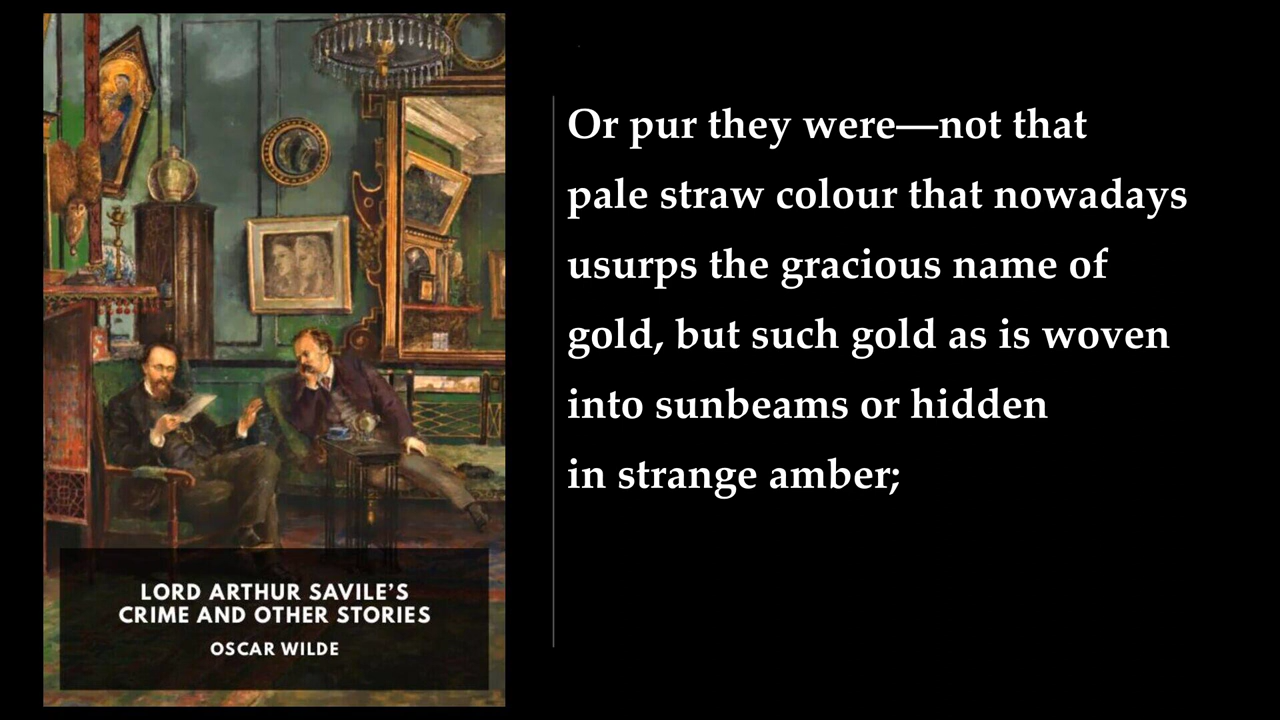 Or pur they were—not that
pale straw colour that nowadays
usurps the gracious name of
gold, but such gold as is woven
into sunbeams or hidden
in strange amber;
LORD ARTHUR SAVILE’S
CRIME AND OTHER STORIES
OSCAR WILDE